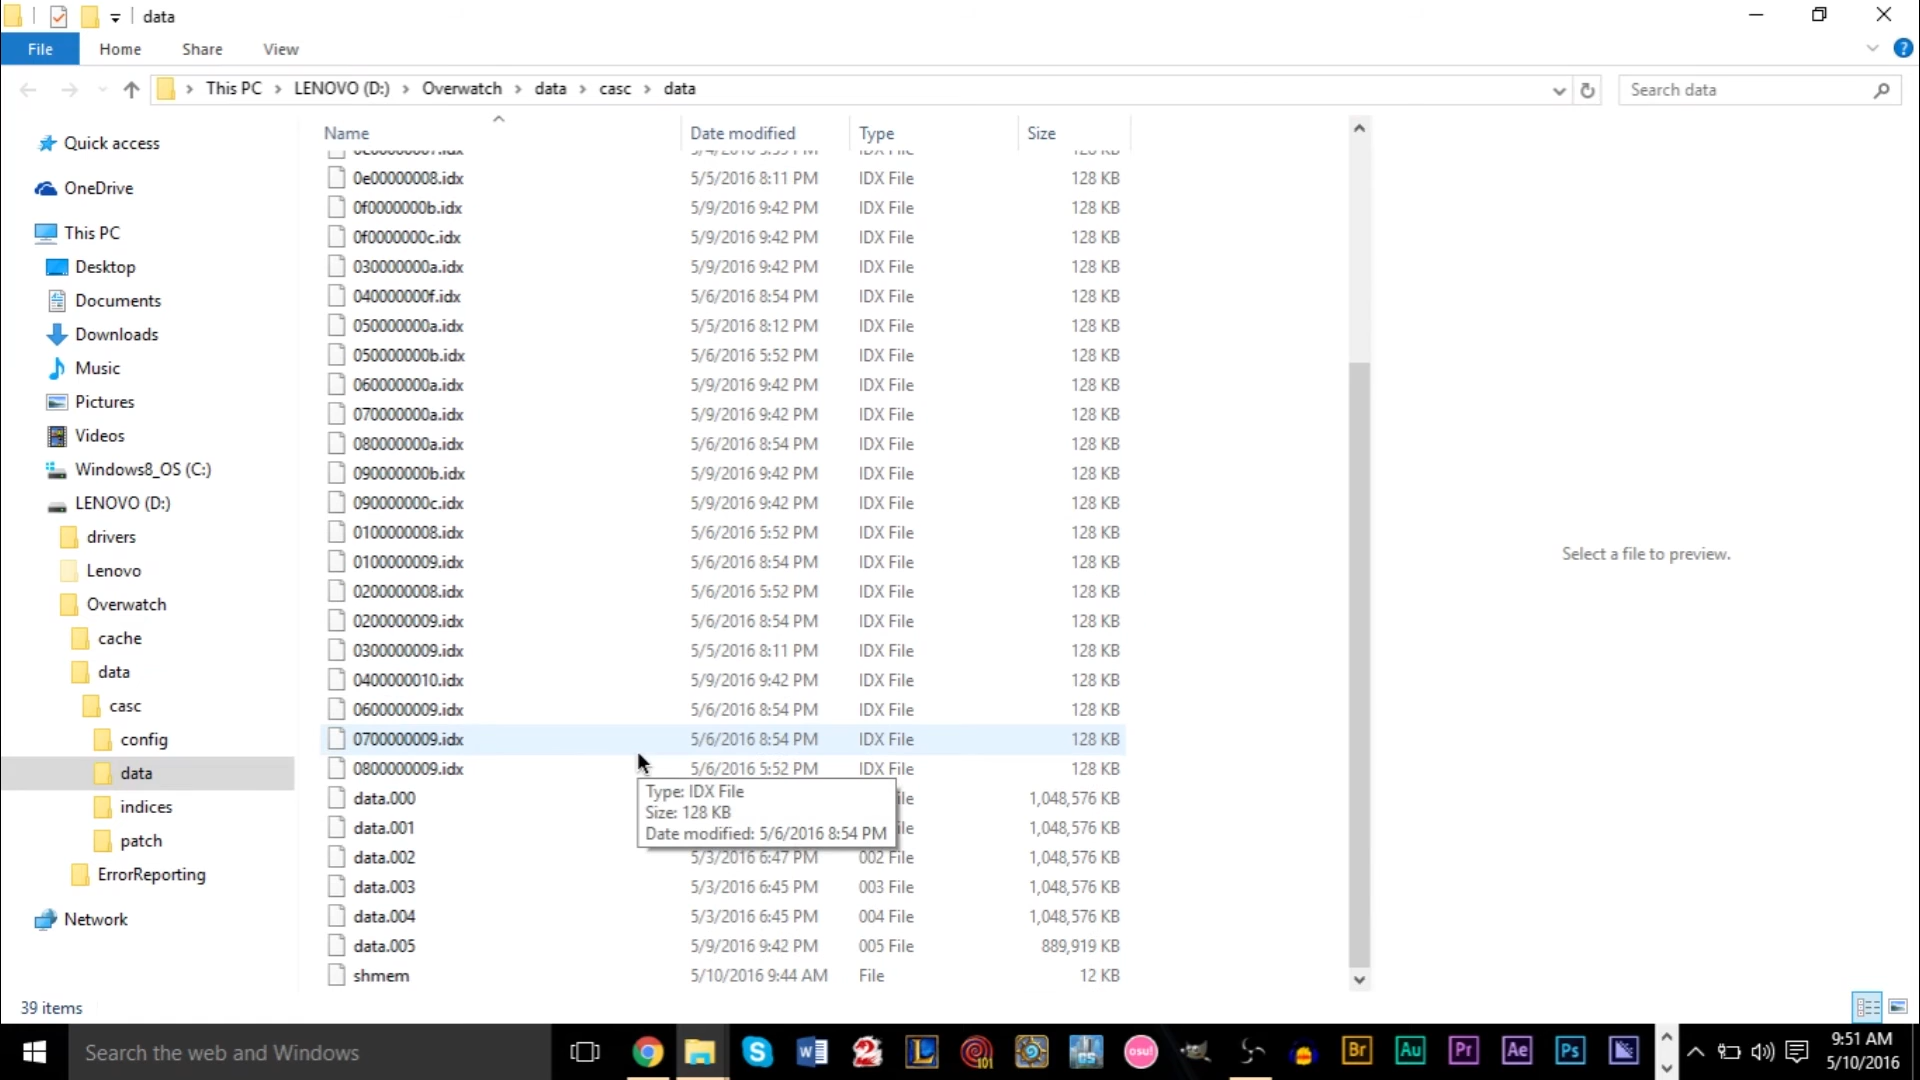 data
File Home Share View
This PC > LENOVO (D:) > Overwatch > data > casc > data
Search data
Name Date modified Type Size
Quick access
OneDrive
This PC
Desktop
Documents
Downloads
Music
Pictures
Videos
Windows8_OS (C:)
LENOVO (D:)
drivers
Lenovo
Overwatch
cache
data
casc
config
data
indices
patch
ErrorReporting
Network
0e00000008.idx 5/5/2016 8:11 PM IDX File 128 KB
0f0000000b.idx 5/9/2016 9:42 PM IDX File 128 KB
0f0000000c.idx 5/9/2016 9:42 PM IDX File 128 KB
030000000a.idx 5/9/2016 9:42 PM IDX File 128 KB
040000000f.idx 5/6/2016 8:54 PM IDX File 128 KB
050000000a.idx 5/5/2016 8:12 PM IDX File 128 KB
050000000b.idx 5/6/2016 5:52 PM IDX File 128 KB
060000000a.idx 5/9/2016 9:42 PM IDX File 128 KB
070000000a.idx 5/9/2016 9:42 PM IDX File 128 KB
080000000a.idx 5/6/2016 8:54 PM IDX File 128 KB
090000000b.idx 5/9/2016 9:42 PM IDX File 128 KB
090000000c.idx 5/9/2016 9:42 PM IDX File 128 KB
0100000008.idx 5/6/2016 5:52 PM IDX File 128 KB
0100000009.idx 5/6/2016 8:54 PM IDX File 128 KB
0200000008.idx 5/6/2016 5:52 PM IDX File 128 KB
0200000009.idx 5/6/2016 8:54 PM IDX File 128 KB
0300000009.idx 5/5/2016 8:11 PM IDX File 128 KB
0400000010.idx 5/9/2016 9:42 PM IDX File 128 KB
0600000009.idx 5/6/2016 8:54 PM IDX File 128 KB
0700000009.idx 5/6/2016 8:54 PM IDX File 128 KB
0800000009.idx 5/6/2016 5:52 PM IDX File 128 KB
data.000 1,048,576 KB
data.001 1,048,576 KB
data.002 5/3/2016 6:47 PM 002 File 1,048,576 KB
data.003 5/3/2016 6:45 PM 003 File 1,048,576 KB
data.004 5/3/2016 6:45 PM 004 File 1,048,576 KB
data.005 5/9/2016 9:42 PM 005 File 889,919 KB
shmem 5/10/2016 9:44 AM File 12 KB
Type: IDX File
Size: 128 KB
Date modified: 5/6/2016 8:54 PM
Select a file to preview.
39 items
Search the web and Windows
101
osu!
Br Au Pr Ae Ps
9:51 AM
5/10/2016